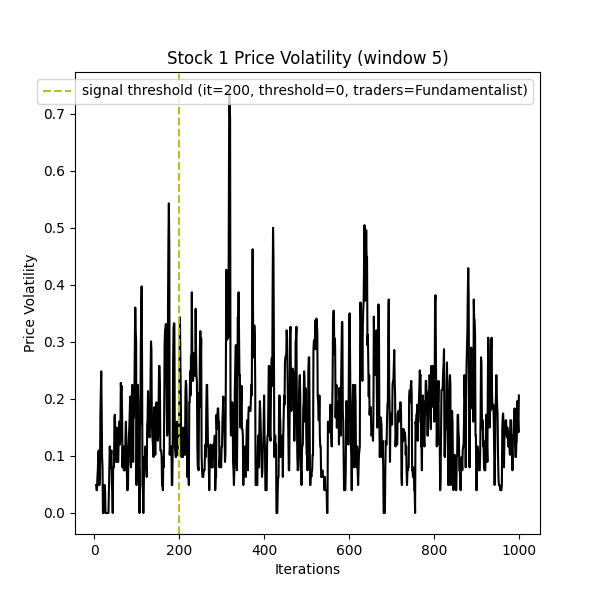 Stock 1 Price Volatility (window 5)
signal threshold (it=200, threshold=0, traders=Fundamentalist)
0.7
0.6
0.5
0.4
0.3
0.2
0.1
0.0
Price Volatility
0 200 400 600 800 1000
Iterations